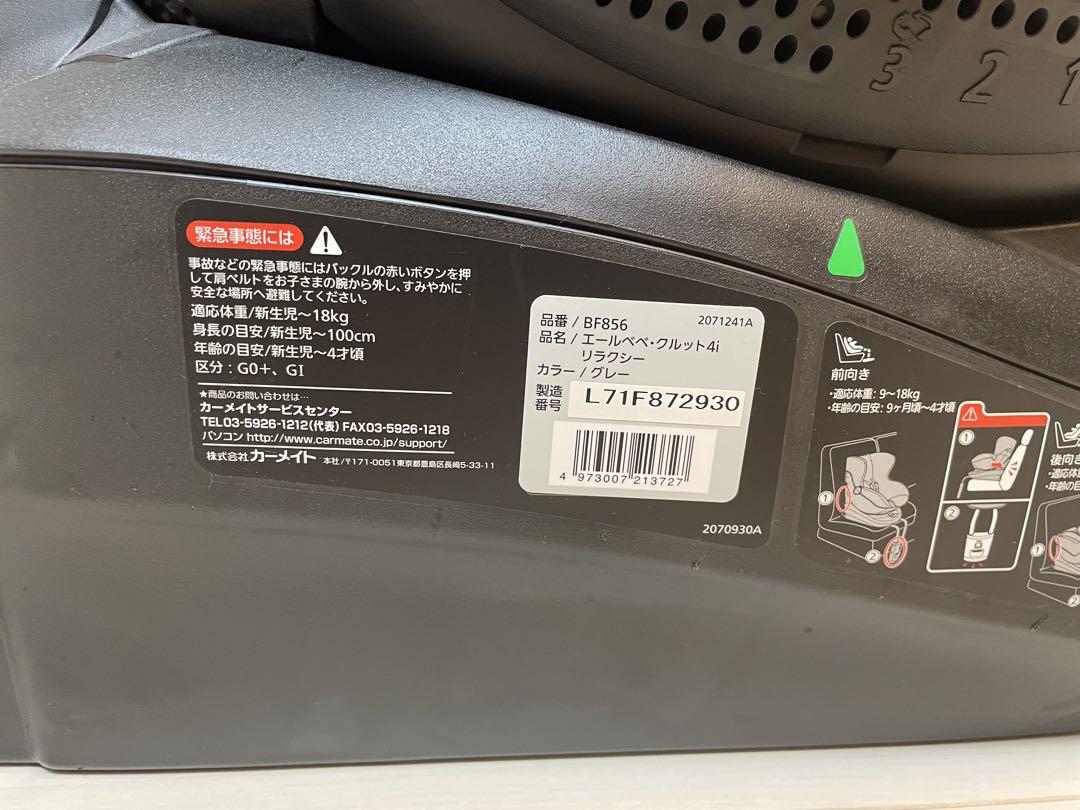 3 2 1
緊急事態には
事故などの緊急事態にはバックルの赤いボタンを押
して肩ベルトをお子さまの腕から外し、すみやかに
安全な場所へ避難してください。
適応体重/新生児〜18kg
身長の目安/新生児〜100cm
年齢の目安/新生児〜4才頃
区分:G0+、GI
★商品のお問い合わせは…
カーメイトサービスセンター
TEL03-5926-1212(代表) FAX03-5926-1218
パソコン http://www.carmate.co.jp/support/
株式会社 カーメイト 本社/〒171-0051東京都豊島区長崎5-33-11
品番 / BF856 2071241A
品名 / エールベベ・クルット4i
リラクシー
カラー / グレー
製造
番号 L71F872930
4 973007 213727
2070930A
前向き
・適応体重:9〜18kg
・年齢の目安:9ヶ月頃〜4才頃
①
②
①
②
後向き
・適応体重
・年齢の目
①
②